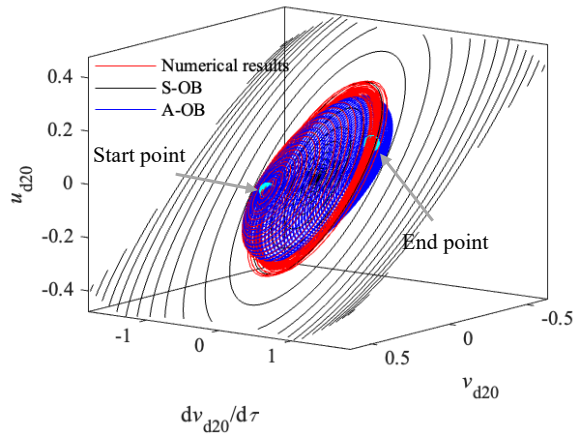 0.4
0.2
0
-0.2
-0.4
u_d20
Numerical results
S-OB
A-OB
Start point
End point
-1
0
1
dv_d20/dτ
0.5
0
-0.5
v_d20